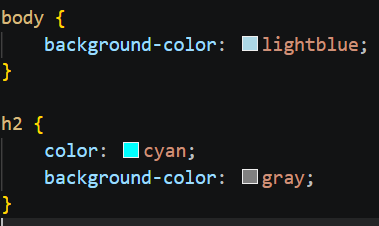 body {
    background-color: lightblue;
}

h2 {
    color: cyan;
    background-color: gray;
}